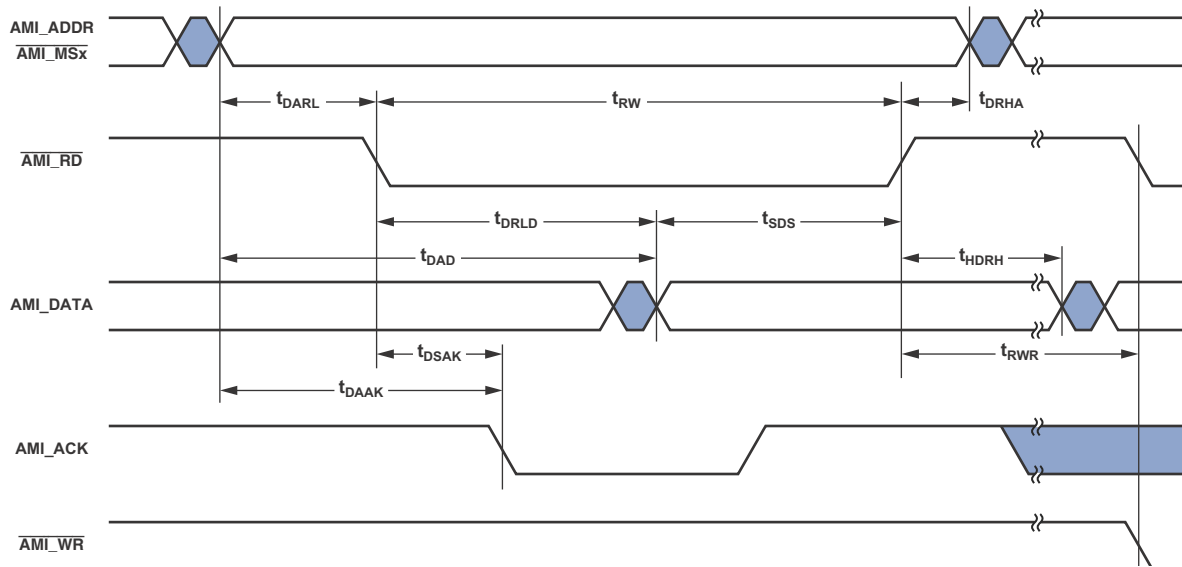 AMI_ADDR
AMI_MSx
tDARL
tRW
tDRHA
AMI_RD
tDRLD
tSDS
tDAD
tHDRH
AMI_DATA
tDSAK
tRWR
tDAAK
AMI_ACK
AMI_WR